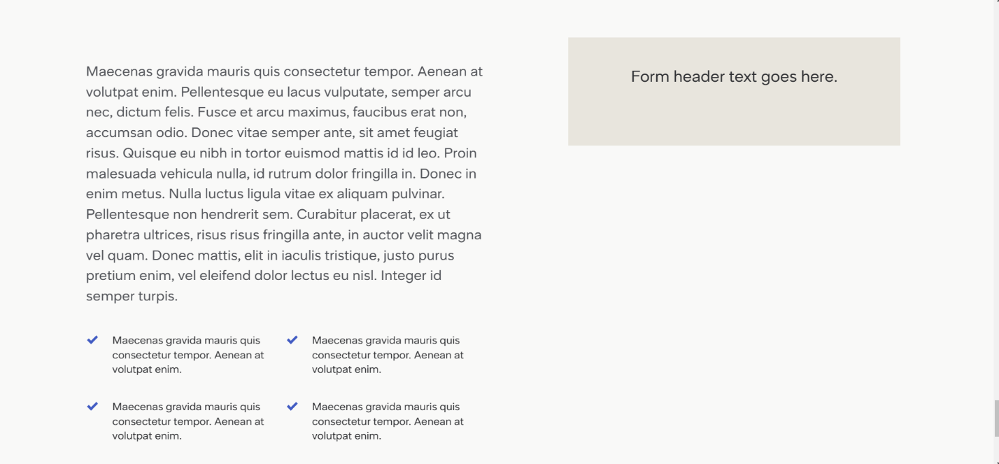 Maecenas gravida mauris quis consectetur tempor. Aenean at
volutpat enim. Pellentesque eu lacus vulputate, semper arcu
nec, dictum felis. Fusce et arcu maximus, faucibus erat non,
accumsan odio. Donec vitae semper ante, sit amet feugiat
risus. Quisque eu nibh in tortor euismod mattis id id leo. Proin
malesuada vehicula nulla, id rutrum dolor fringilla in. Donec in
enim metus. Nulla luctus ligula vitae ex aliquam pulvinar.
Pellentesque non hendrerit sem. Curabitur placerat, ex ut
pharetra ultrices, risus risus fringilla ante, in auctor velit magna
vel quam. Donec mattis, elit in iaculis tristique, justo purus
pretium enim, vel eleifend dolor lectus eu nisl. Integer id
semper turpis.
Maecenas gravida mauris quis
consectetur tempor. Aenean at
volutpat enim.
Maecenas gravida mauris quis
consectetur tempor. Aenean at
volutpat enim.
Maecenas gravida mauris quis
consectetur tempor. Aenean at
volutpat enim.
Maecenas gravida mauris quis
consectetur tempor. Aenean at
volutpat enim.
Form header text goes here.